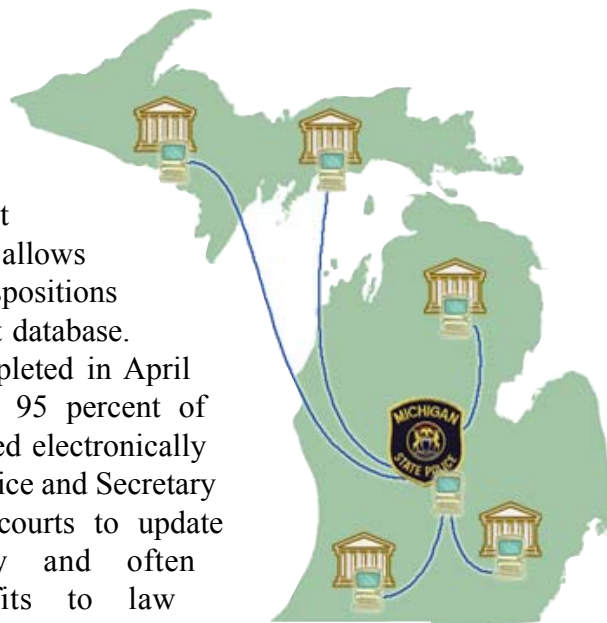 t
allows
spositions
t database.
pleted in April
95 percent of
ed electronically
ice and Secretary
courts to update
y and often
fits to law
MICHIGAN
STATE POLICE